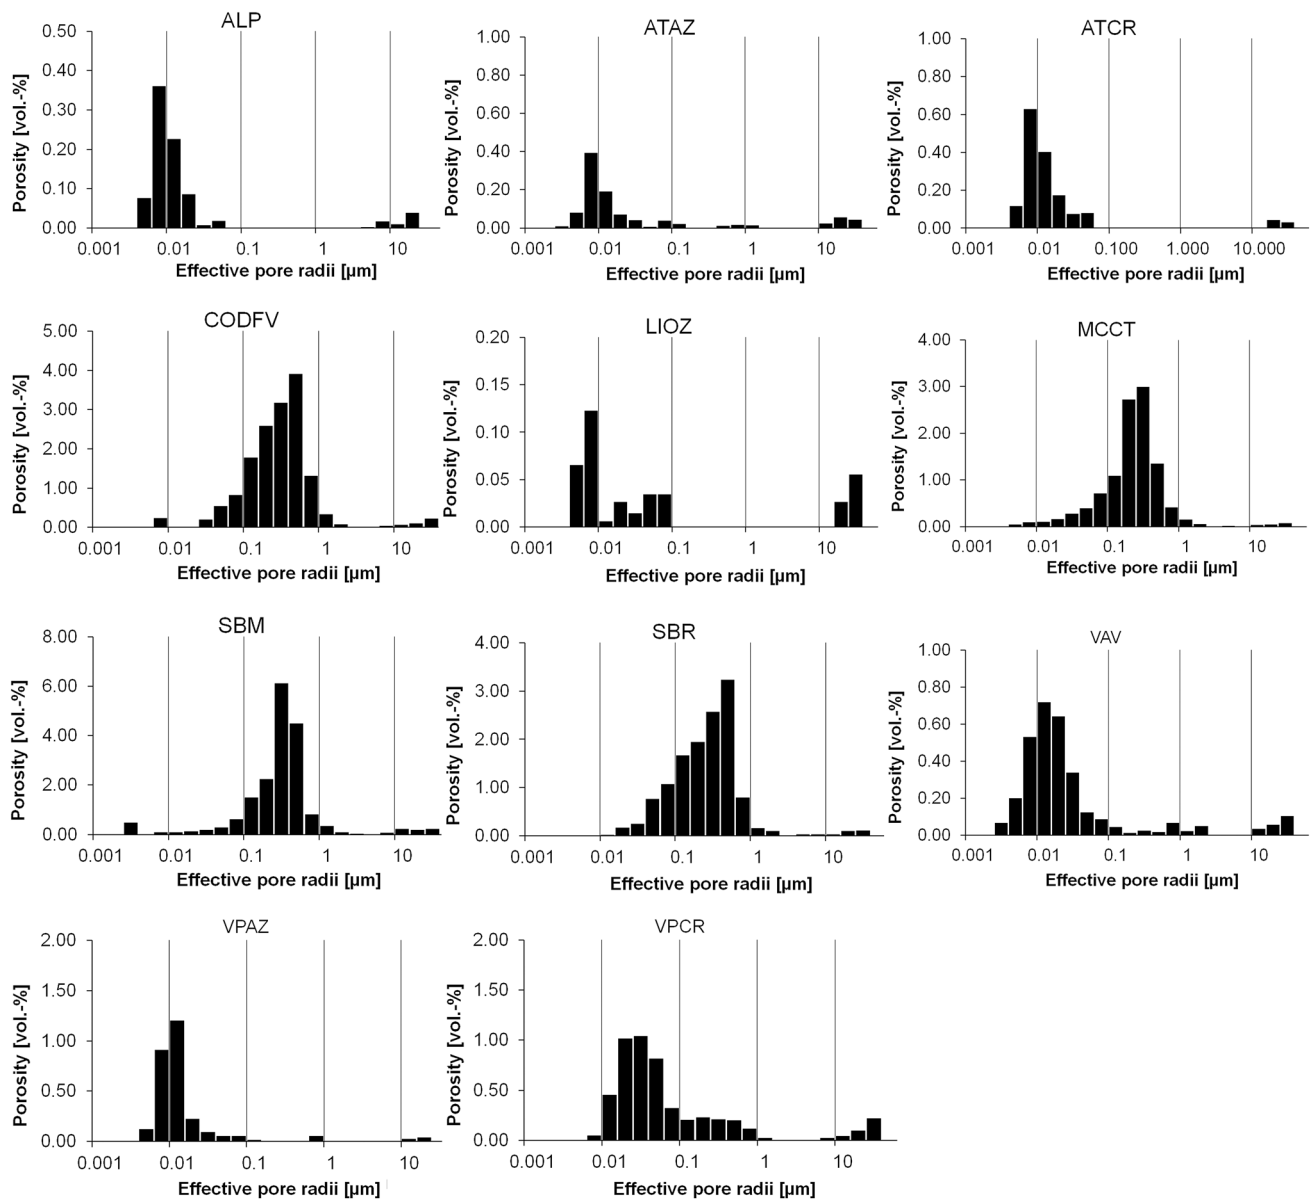 ALP
Porosity [vol.-%]
0.50
0.40
0.30
0.20
0.10
0.00
0.001 0.01 0.1 1 10
Effective pore radii [µm]
ATAZ
Porosity [vol.-%]
1.00
0.80
0.60
0.40
0.20
0.00
0.001 0.01 0.1 1 10
Effective pore radii [µm]
ATCR
Porosity [vol.-%]
1.00
0.80
0.60
0.40
0.20
0.00
0.001 0.01 0.100 1.000 10.000
Effective pore radii [µm]
CODFV
Porosity [vol.-%]
5.00
4.00
3.00
2.00
1.00
0.00
0.001 0.01 0.1 1 10
Effective pore radii [µm]
LIOZ
Porosity [vol.-%]
0.20
0.15
0.10
0.05
0.00
0.001 0.01 0.1 1 10
Effective pore radii [µm]
MCCT
Porosity [vol.-%]
4.00
3.00
2.00
1.00
0.00
0.001 0.01 0.1 1 10
Effective pore radii [µm]
SBM
Porosity [vol.-%]
8.00
6.00
4.00
2.00
0.00
0.001 0.01 0.1 1 10
Effective pore radii [µm]
SBR
Porosity [vol.-%]
4.00
3.00
2.00
1.00
0.00
0.001 0.01 0.1 1 10
Effective pore radii [µm]
VAV
Porosity [vol.-%]
1.00
0.80
0.60
0.40
0.20
0.00
0.001 0.01 0.1 1 10
Effective pore radii [µm]
VPAZ
Porosity [vol.-%]
2.00
1.50
1.00
0.50
0.00
0.001 0.01 0.1 1 10
Effective pore radii [µm]
VPCR
Porosity [vol.-%]
2.00
1.50
1.00
0.50
0.00
0.001 0.01 0.1 1 10
Effective pore radii [µm]